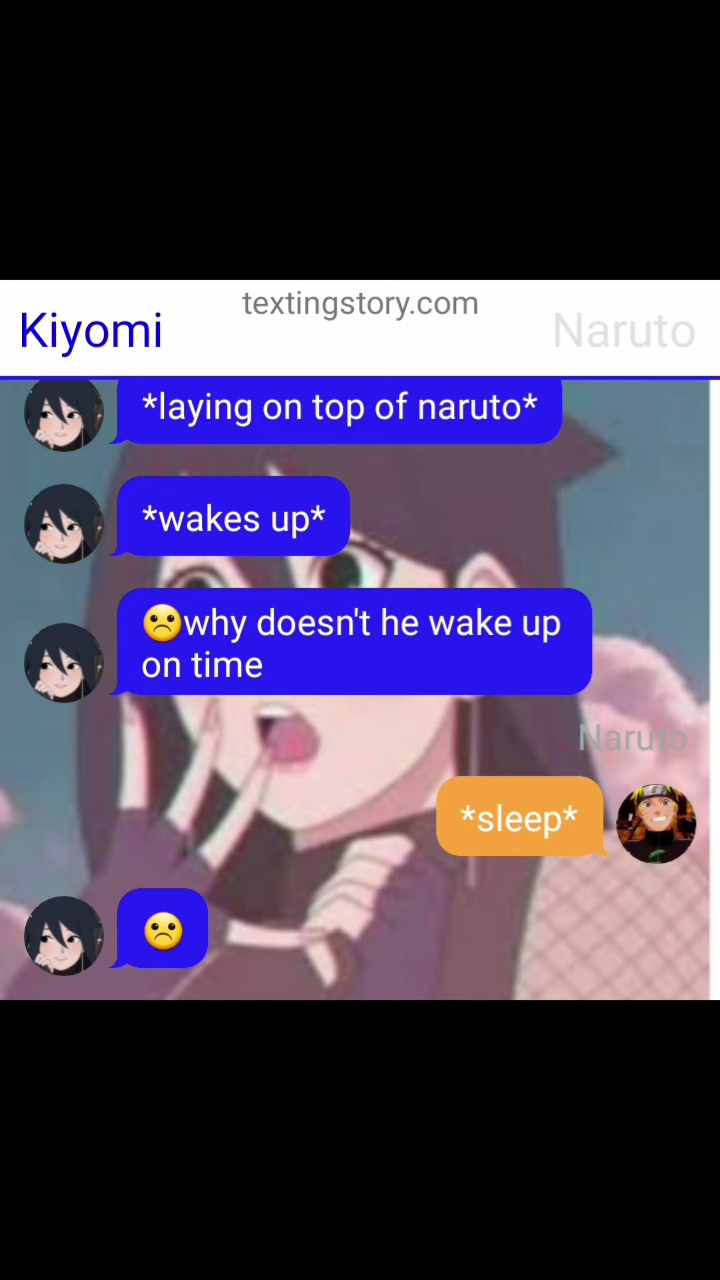 textingstory.com
Kiyomi
Naruto
*laying on top of naruto*
*wakes up*
☹️why doesn't he wake up
on time
Naruto
*sleep*
☹️